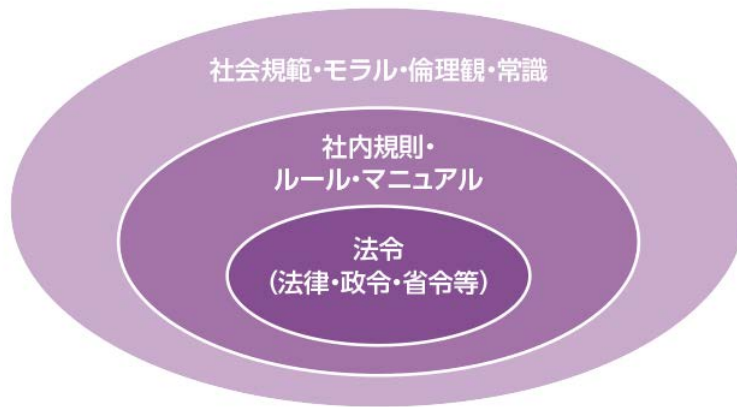 社会規範・モラル・倫理観・常識
社内規則・
ルール・マニュアル
法令
(法律・政令・省令等)